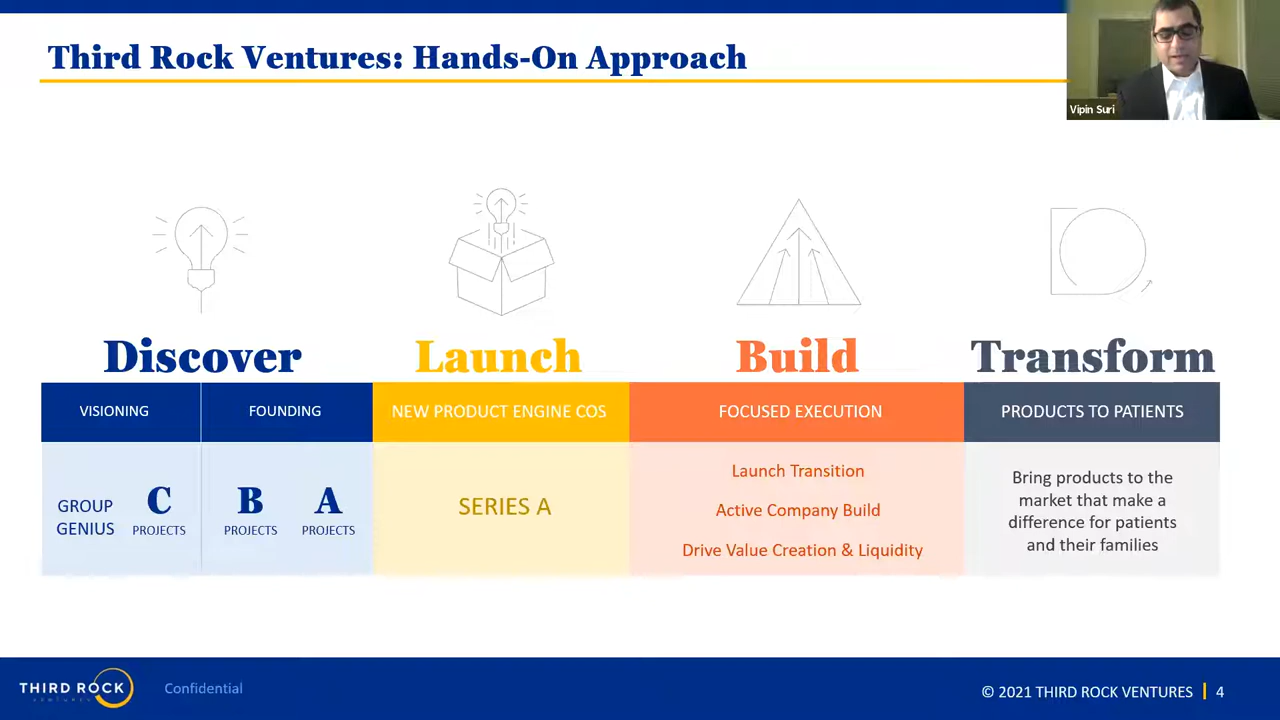 Third Rock Ventures: Hands-On Approach
Vipin Suri
Discover
Launch
Build
Transform
VISIONING
FOUNDING
NEW PRODUCT ENGINE COS
FOCUSED EXECUTION
PRODUCTS TO PATIENTS
GROUP
GENIUS
C
PROJECTS
B
PROJECTS
A
PROJECTS
SERIES A
Launch Transition
Active Company Build
Drive Value Creation & Liquidity
Bring products to the
market that make a
difference for patients
and their families
THIRD ROCK
VENTURES
Confidential
© 2021 THIRD ROCK VENTURES
4